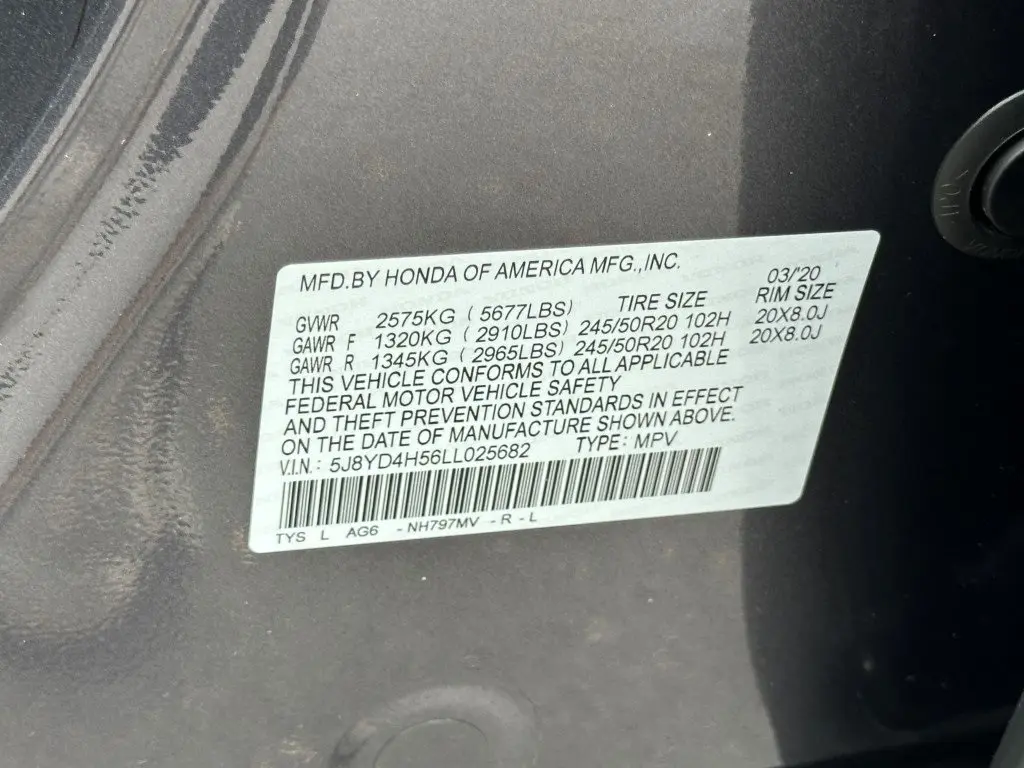 MFD.BY HONDA OF AMERICA MFG.,INC. 03/'20
GVWR 2575KG ( 5677LBS) TIRE SIZE RIM SIZE
GAWR F 1320KG ( 2910LBS) 245/50R20 102H 20X8.0J
GAWR R 1345KG ( 2965LBS) 245/50R20 102H 20X8.0J
THIS VEHICLE CONFORMS TO ALL APPLICABLE
FEDERAL MOTOR VEHICLE SAFETY
AND THEFT PREVENTION STANDARDS IN EFFECT
ON THE DATE OF MANUFACTURE SHOWN ABOVE.
V.I.N.: 5J8YD4H56LL025682 TYPE: MPV
TYS L AG6 -NH797MV -R-L